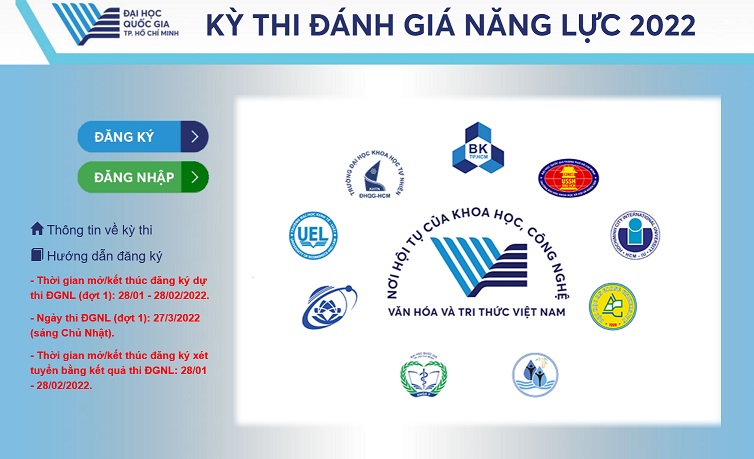 ĐẠI HỌC
QUỐC GIA
TP. HỒ CHÍ MINH
KỲ THI ĐÁNH GIÁ NĂNG LỰC 2022
ĐĂNG KÝ
ĐĂNG NHẬP
Thông tin về kỳ thi
Hướng dẫn đăng ký
- Thời gian mở/kết thúc đăng ký dự
thi ĐGNL (đợt 1): 28/01 - 28/02/2022.
- Ngày thi ĐGNL (đợt 1): 27/3/2022
(sáng Chủ Nhật).
- Thời gian mở/kết thúc đăng ký xét
tuyển bằng kết quả thi ĐGNL: 28/01
- 28/02/2022.
BK
TP.HCM
TRƯỜNG ĐẠI HỌC KHOA HỌC TỰ NHIÊN
ĐHQG-HCM
USSH
UEL
HCM - IU
NƠI HỘI TỤ CỦA KHOA HỌC, CÔNG NGHỆ
VĂN HÓA VÀ TRI THỨC VIỆT NAM